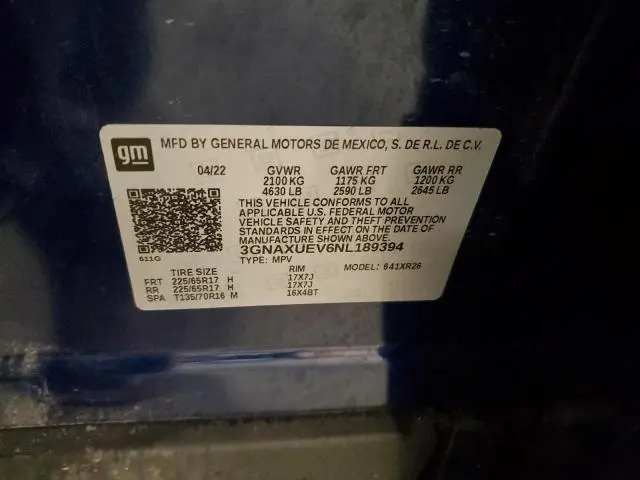 gm
MFD BY GENERAL MOTORS DE MEXICO, S. DE R.L. DE C.V.
04/22 GVWR GAWR FRT GAWR RR
2100 KG 1175 KG 1200 KG
4630 LB 2590 LB 2645 LB
THIS VEHICLE CONFORMS TO ALL
APPLICABLE U.S. FEDERAL MOTOR
VEHICLE SAFETY AND THEFT PREVENTION
STANDARDS IN EFFECT ON THE DATE OF
MANUFACTURE SHOWN ABOVE.
3GNAXUEV6NL189394
611G
TYPE: MPV MODEL: 641XR26
TIRE SIZE RIM
FRT 225/65R17 H 17X7J
RR 225/65R17 H 17X7J
SPA T135/70R16 M 16X4BT